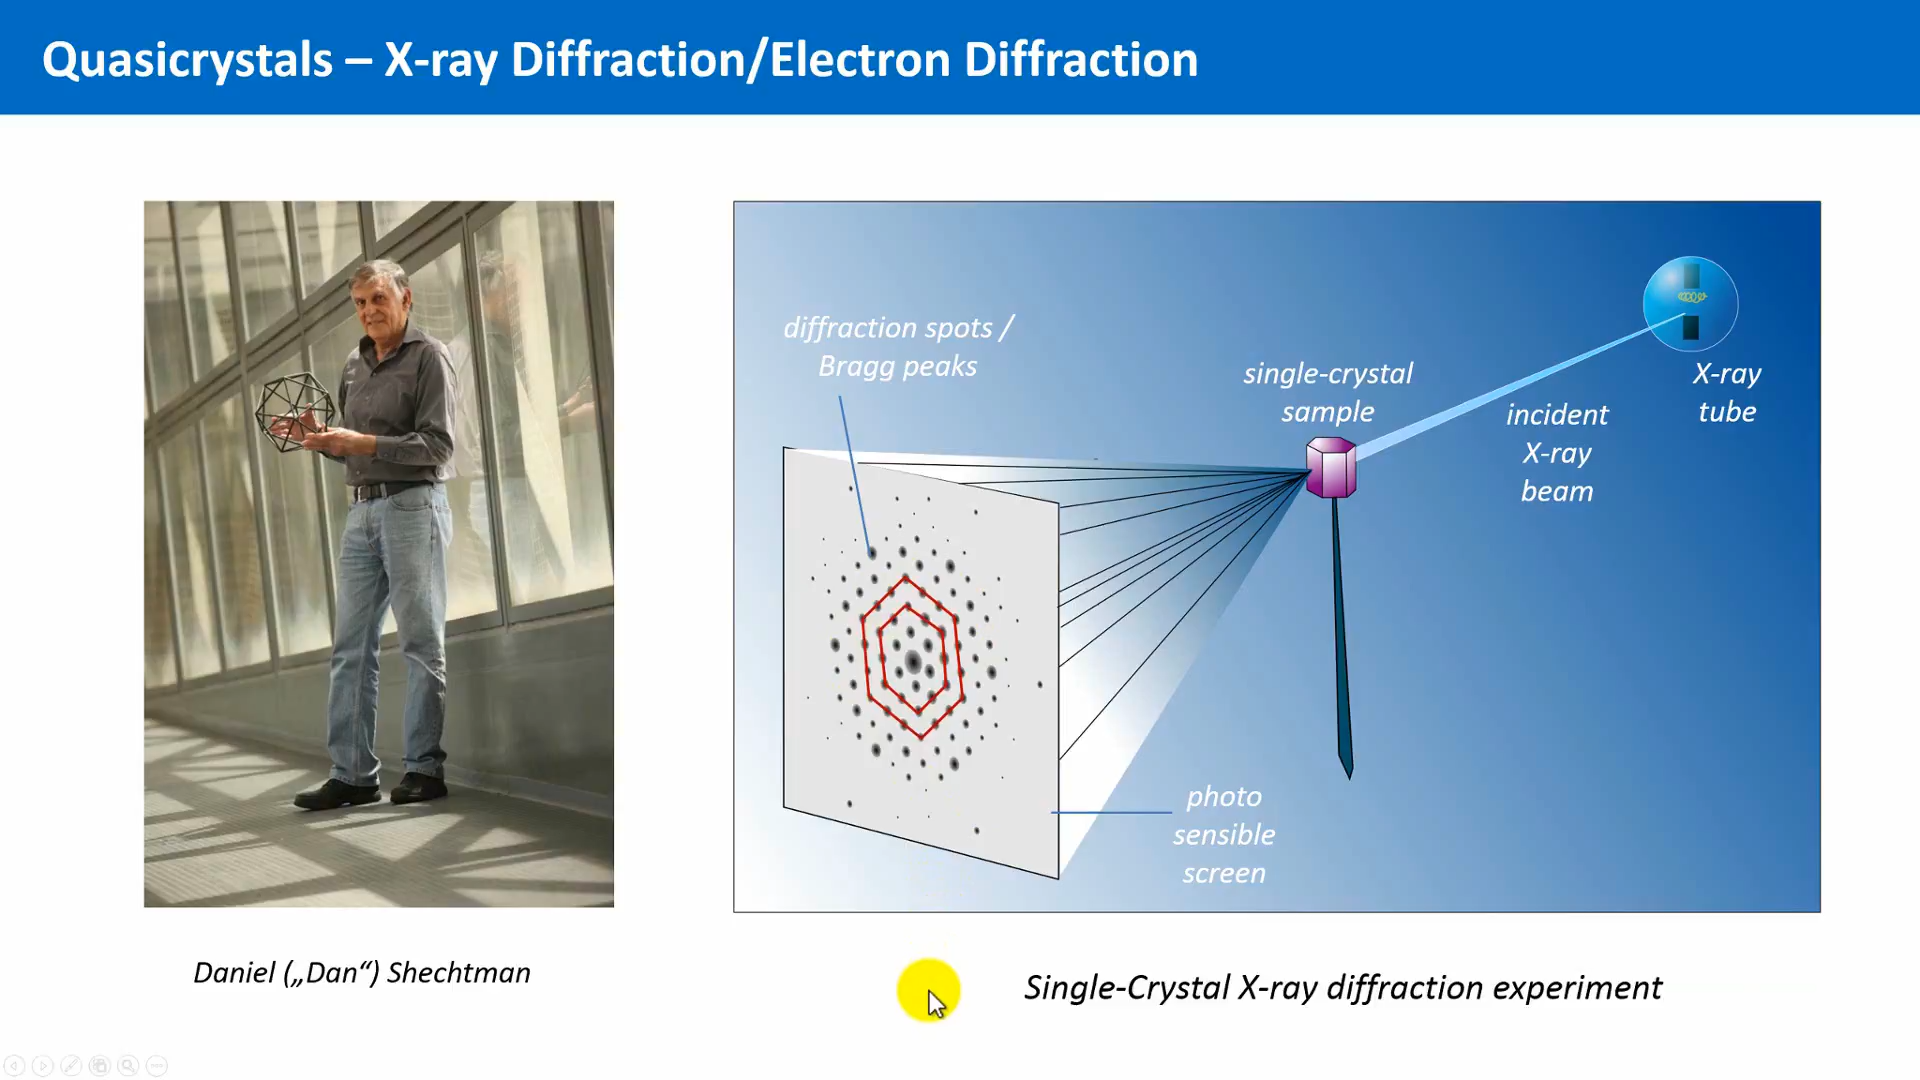 Quasicrystals – X-ray Diffraction/Electron Diffraction
diffraction spots /
Bragg peaks
single-crystal
sample
X-ray
tube
incident
X-ray
beam
photo
sensible
screen
Daniel („Dan“) Shechtman
Single-Crystal X-ray diffraction experiment